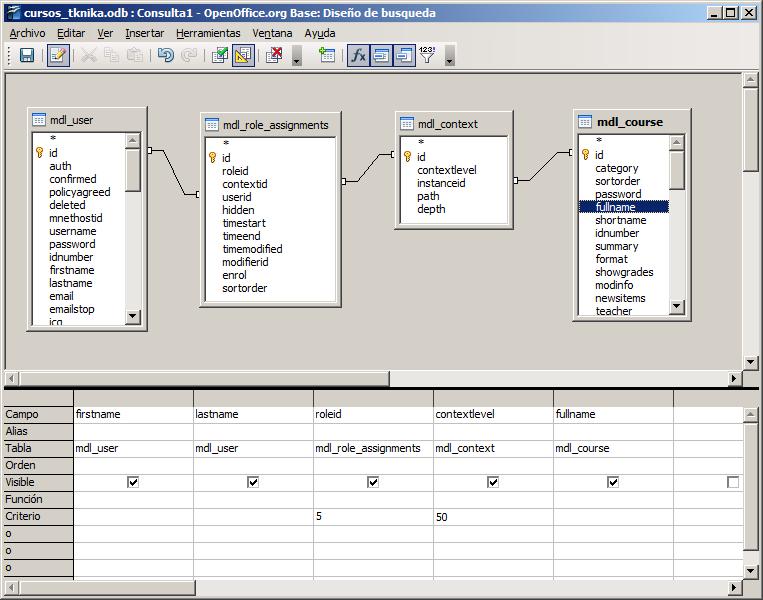 cursos_tknika.odb : Consulta1 - OpenOffice.org Base: Diseño de busqueda
Archivo Editar Ver Insertar Herramientas Ventana Ayuda
123!
mdl_user
*
id
auth
confirmed
policyagreed
deleted
mnethostid
username
password
idnumber
firstname
lastname
email
emailstop
icq
mdl_role_assignments
*
id
roleid
contextid
userid
hidden
timestart
timeend
timemodified
modifierid
enrol
sortorder
mdl_context
*
id
contextlevel
instanceid
path
depth
mdl_course
*
id
category
sortorder
password
fullname
shortname
idnumber
summary
format
showgrades
modinfo
newsitems
teacher
Campo firstname lastname roleid contextlevel fullname
Alias
Tabla mdl_user mdl_user mdl_role_assignments mdl_context mdl_course
Orden
Visible
Función
Criterio 5 50
o
o
o